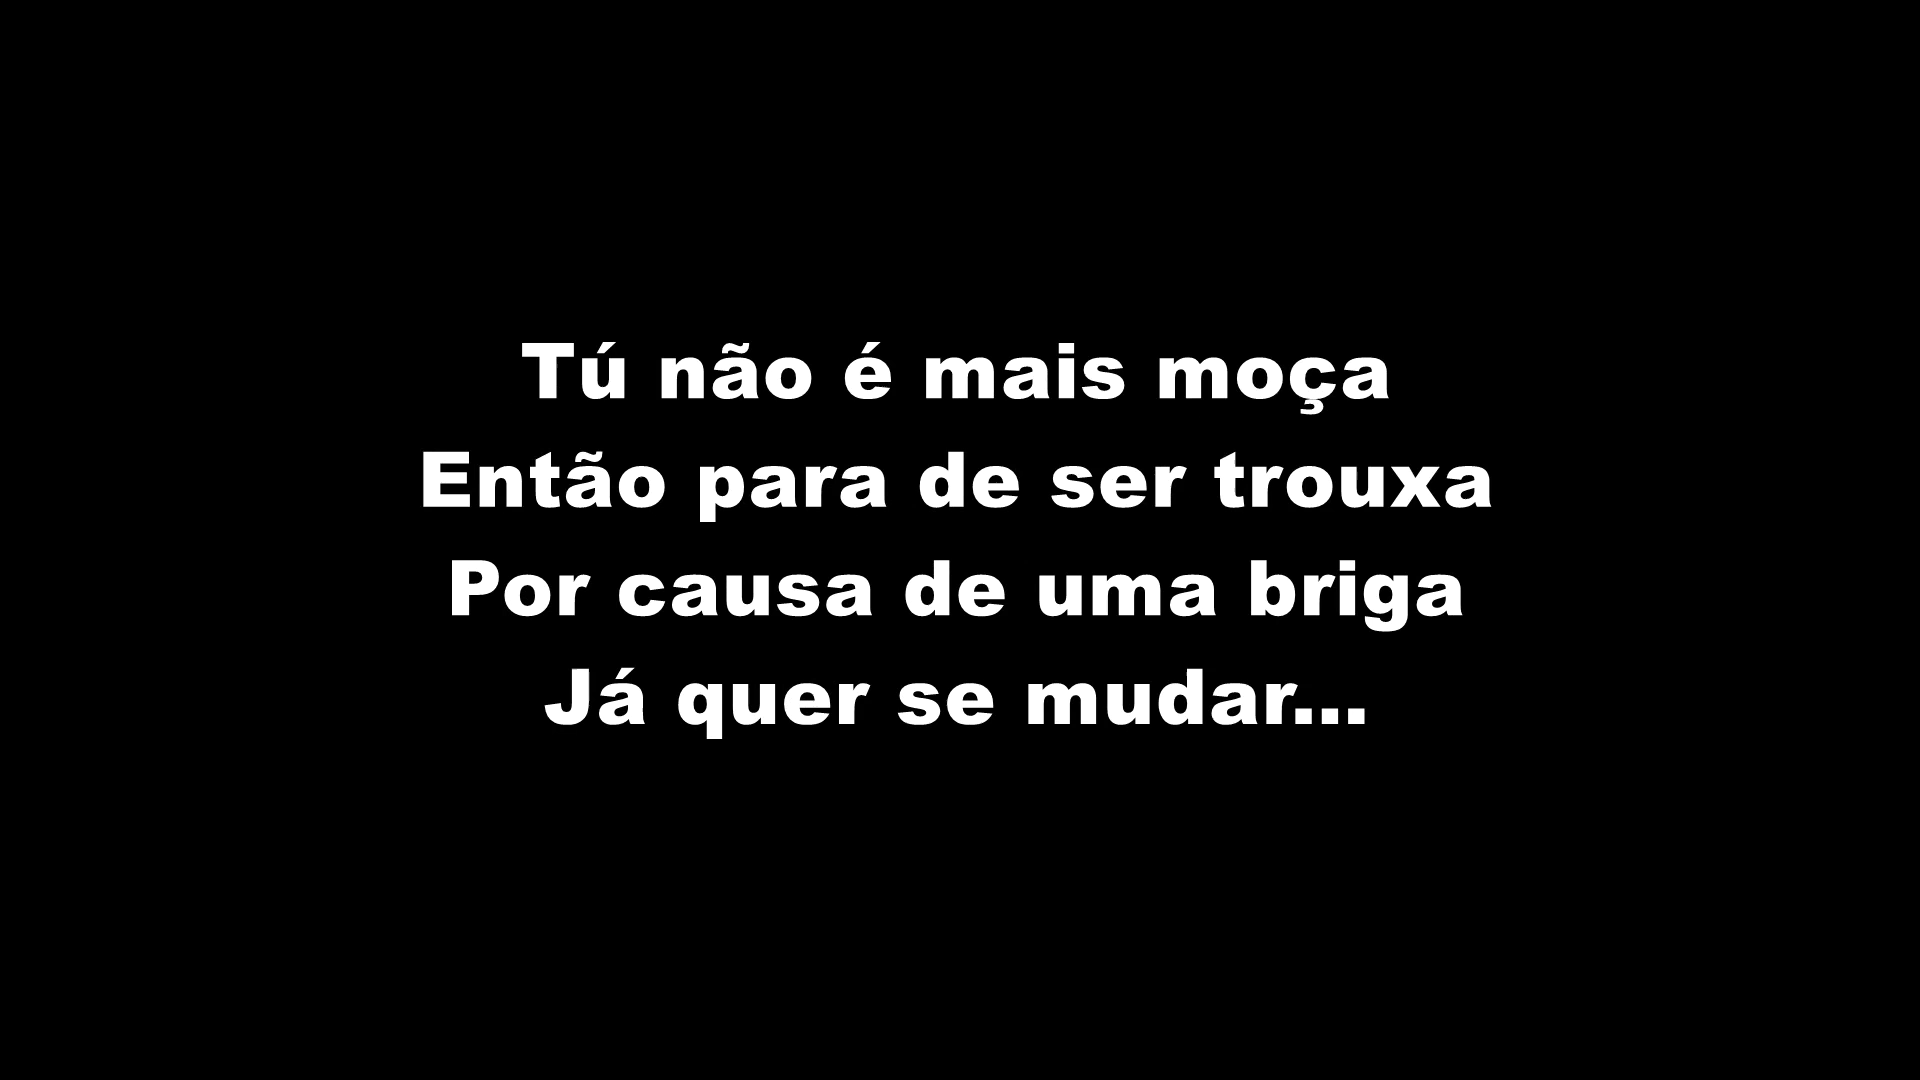 Tú não é mais moça
Então para de ser trouxa
Por causa de uma briga
Já quer se mudar...